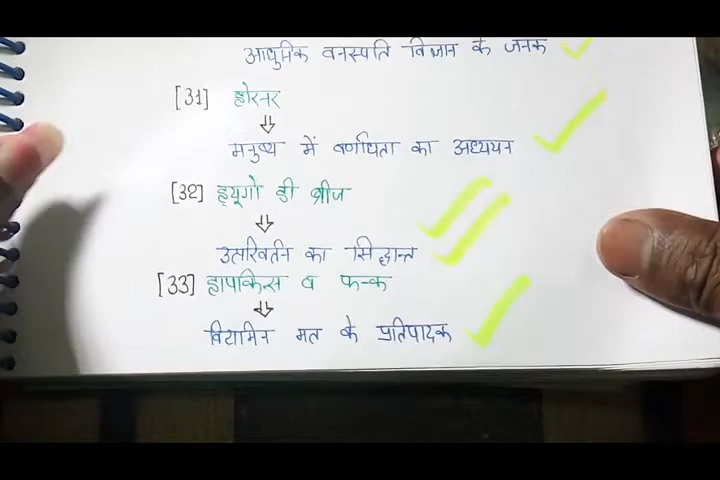 आधुनिक वनस्पति विज्ञान के जनक
[31] होरनर
⇓
मनुष्य में वर्णांधता का अध्ययन
[32] ह्यूगो डी ब्रीज
⇓
उत्परिवर्तन का सिद्धान्त
[33] हापकिन्स व फन्क
⇓
विटामिन मत के प्रतिपादक